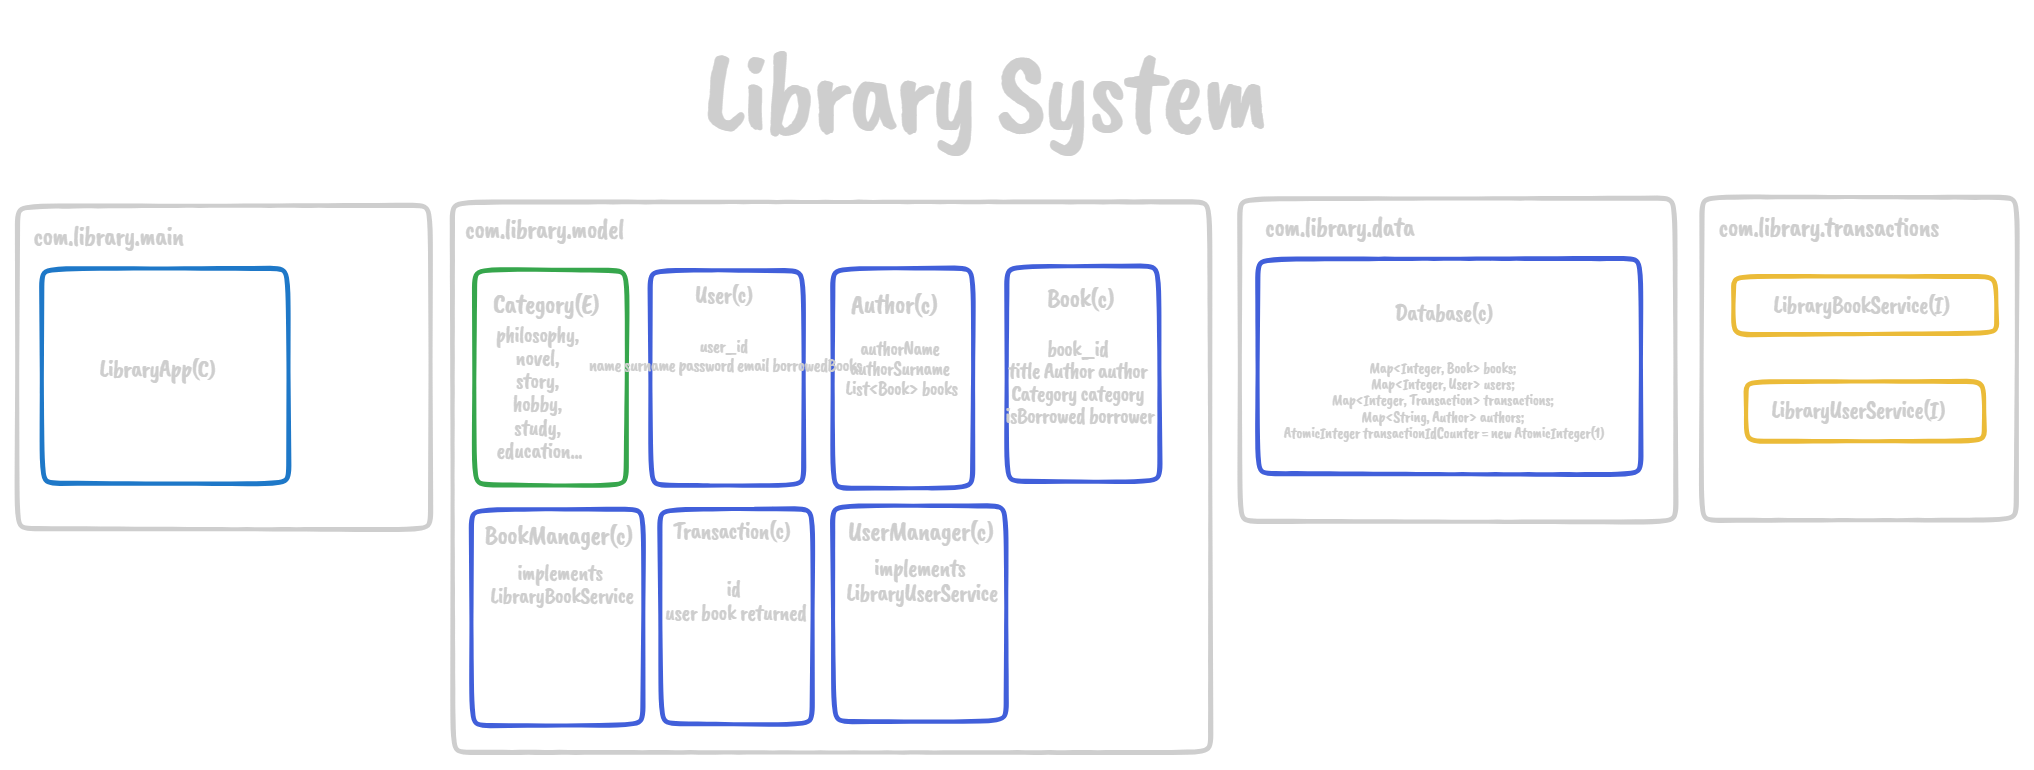 Library System
com.library.main
LibraryApp(C)
com.library.model
Category(E)
philosophy,
novel,
story,
hobby,
study,
education...
User(c)
user_id
name surname password email borrowedBooks
Author(c)
authorName
authorSurname
List<Book> books
Book(c)
book_id
title Author author
Category category
isBorrowed borrower
BookManager(c)
implements
LibraryBookService
Transaction(c)
id
user book returned
UserManager(c)
implements
LibraryUserService
com.library.data
Database(c)
Map<Integer, Book> books;
Map<Integer, User> users;
Map<Integer, Transaction> transactions;
Map<String, Author> authors;
AtomicInteger transactionIdCounter = new AtomicInteger(1)
com.library.transactions
LibraryBookService(I)
LibraryUserService(I)